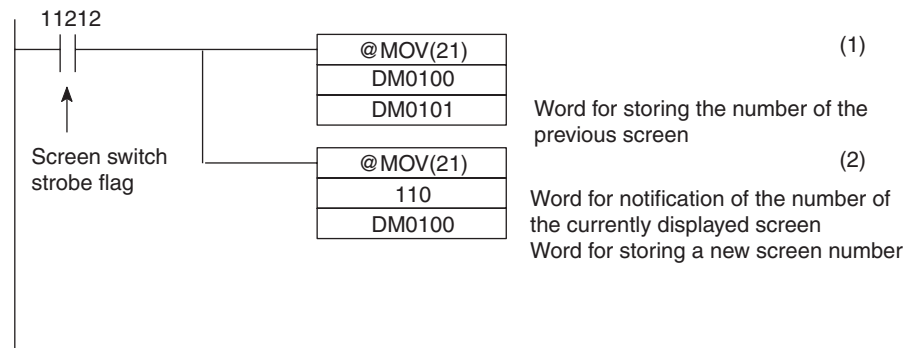 11212
@MOV(21)
(1)
DM0100
DM0101
Word for storing the number of the
previous screen
Screen switch
strobe flag
@MOV(21)
(2)
110
Word for notification of the number of
the currently displayed screen
DM0100
Word for storing a new screen number